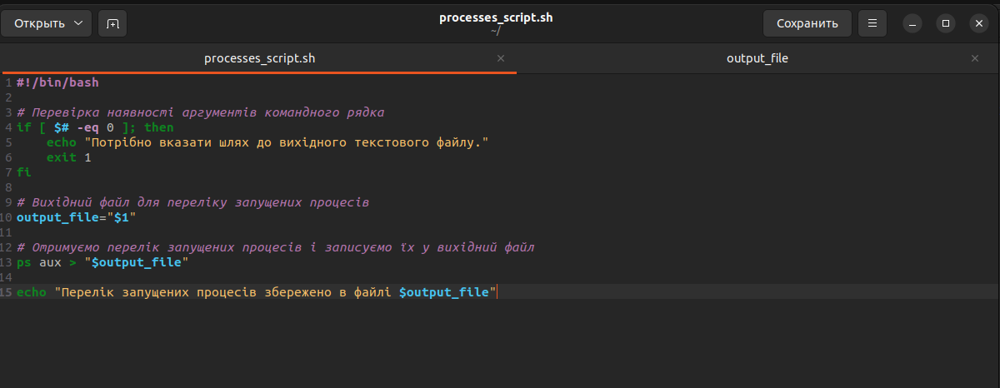 Открыть
processes_script.sh
~/
Сохранить
processes_script.sh
output_file
1 #!/bin/bash
2
3 # Перевірка наявності аргументів командного рядка
4 if [ $# -eq 0 ]; then
5     echo "Потрібно вказати шлях до вихідного текстового файлу."
6     exit 1
7 fi
8
9 # Вихідний файл для переліку запущених процесів
10 output_file="$1"
11
12 # Отримуємо перелік запущених процесів і записуємо їх у вихідний файл
13 ps aux > "$output_file"
14
15 echo "Перелік запущених процесів збережено в файлі $output_file"